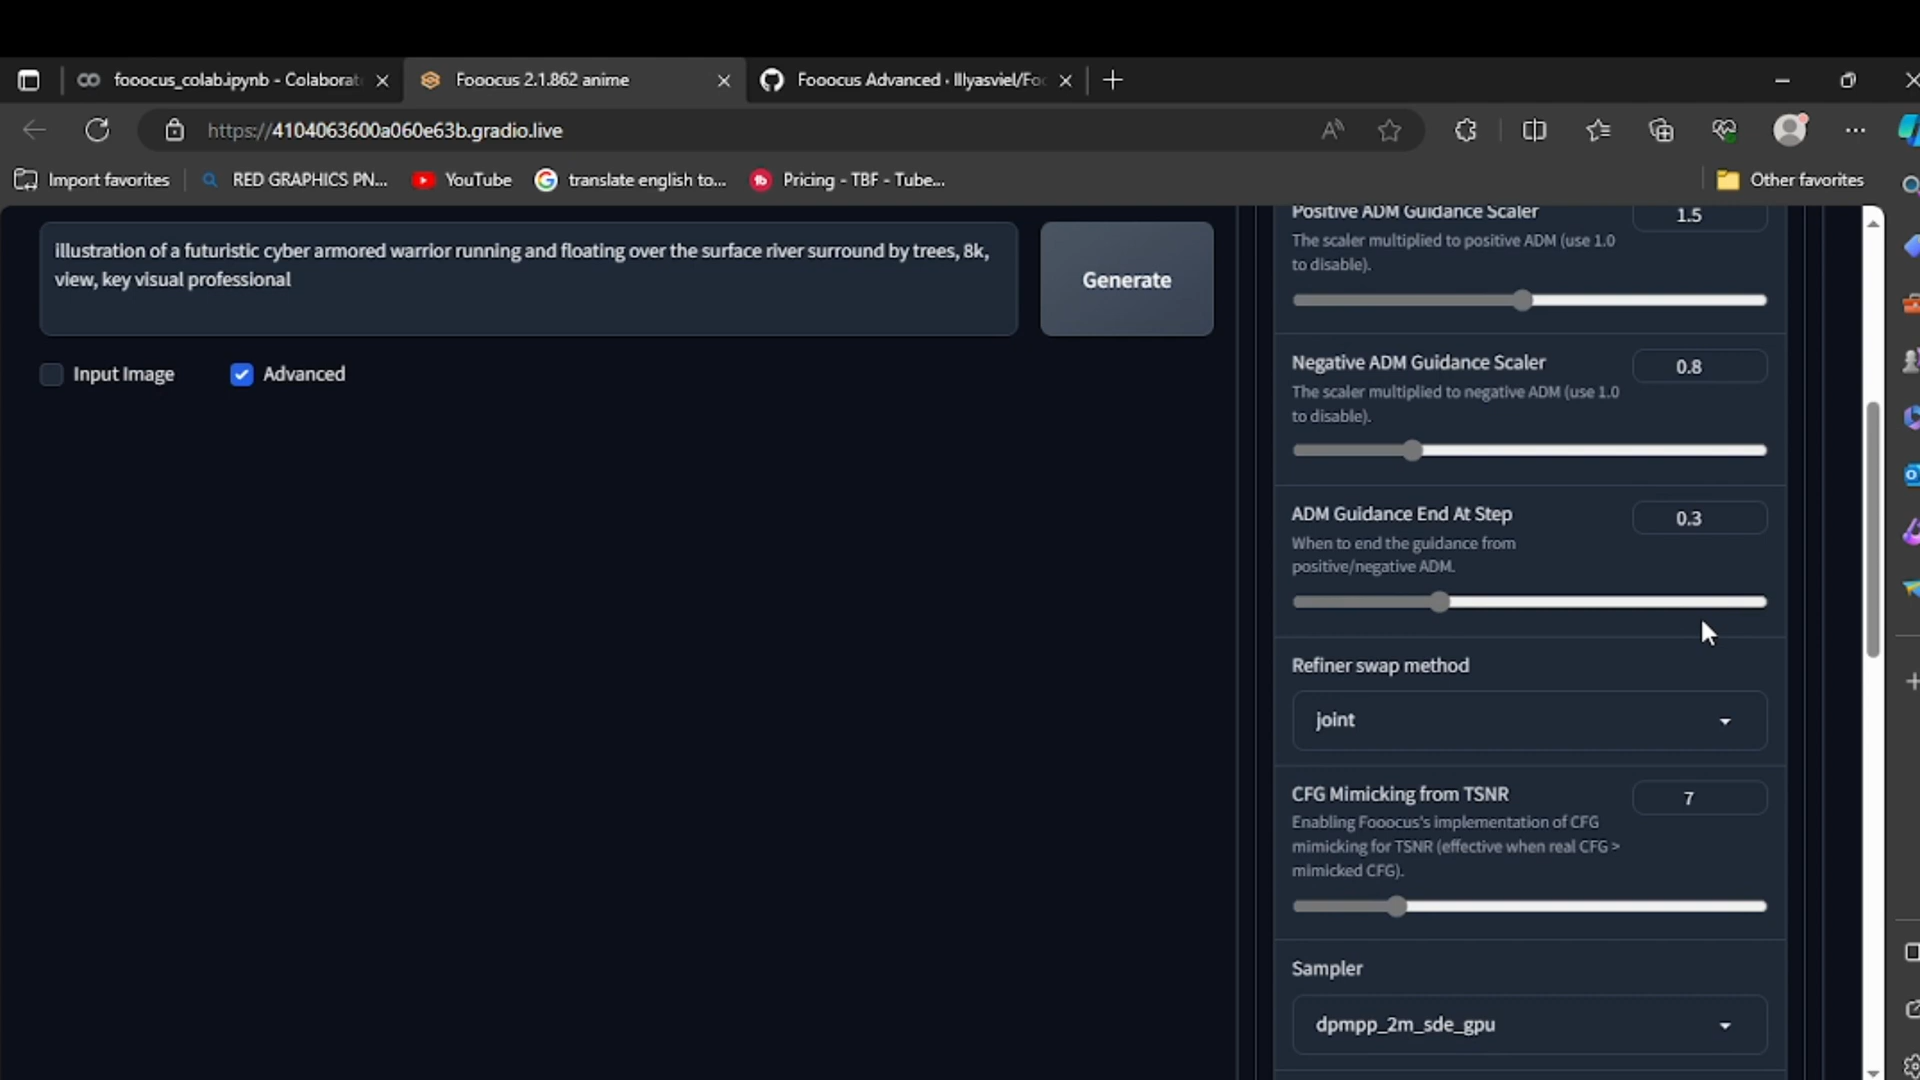 fooocus_colab.ipynb - Colaborat
Fooocus 2.1.862 anime
Fooocus Advanced · lllyasviel/Foo
https://4104063600a060e63b.gradio.live
Import favorites
RED GRAPHICS PN...
YouTube
translate english to...
Pricing - TBF - Tube...
Other favorites
illustration of a futuristic cyber armored warrior running and floating over the surface river surround by trees, 8k,
view, key visual professional
Generate
Input Image
Advanced
Positive ADM Guidance Scaler
1.5
The scaler multiplied to positive ADM (use 1.0
to disable).
Negative ADM Guidance Scaler
0.8
The scaler multiplied to negative ADM (use 1.0
to disable).
ADM Guidance End At Step
0.3
When to end the guidance from
positive/negative ADM.
Refiner swap method
joint
CFG Mimicking from TSNR
7
Enabling Fooocus's implementation of CFG
mimicking for TSNR (effective when real CFG >
mimicked CFG).
Sampler
dpmpp_2m_sde_gpu